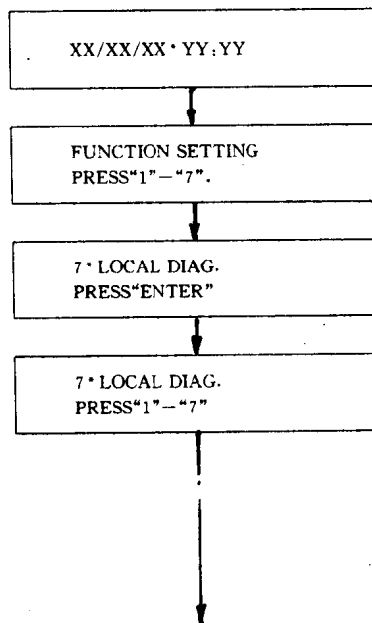 XX/XX/XX·YY:YY
FUNCTION SETTING
PRESS“1”—“7”.
7·LOCAL DIAG.
PRESS“ENTER”
7·LOCAL DIAG.
PRESS“1”—“7”